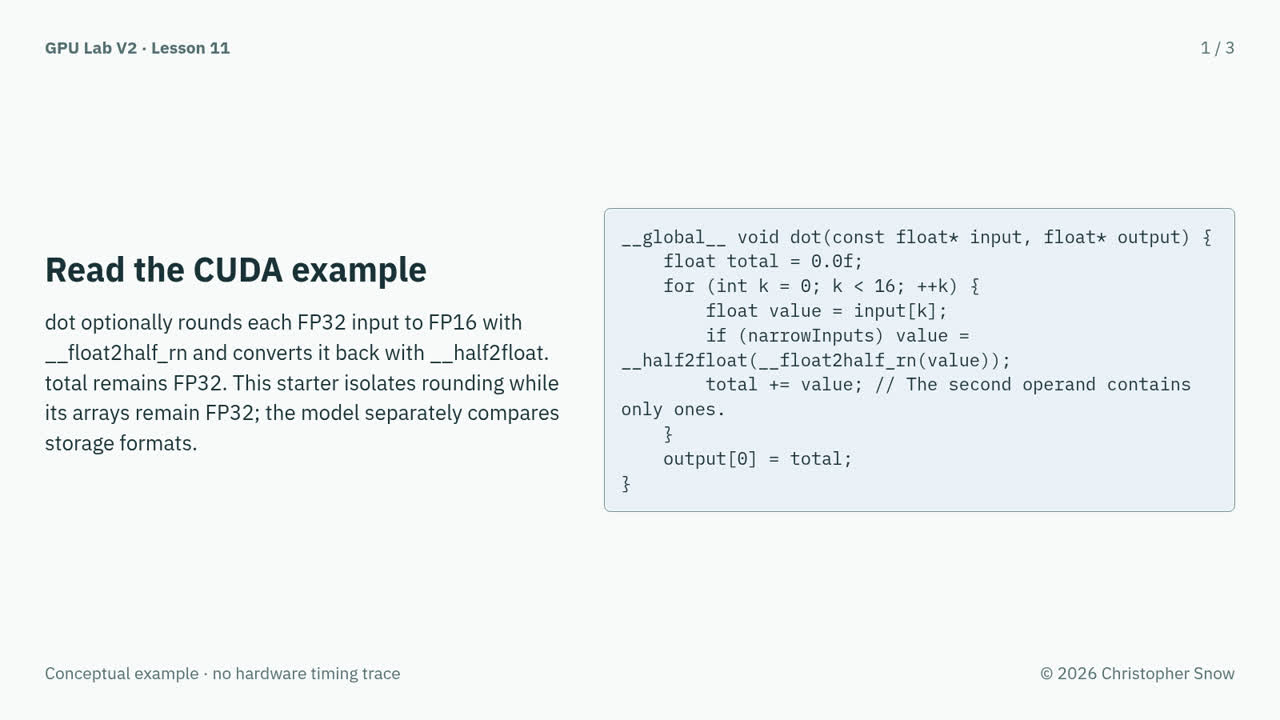 GPU Lab V2 · Lesson 11
1 / 3
Read the CUDA example
dot optionally rounds each FP32 input to FP16 with
__float2half_rn and converts it back with __half2float.
total remains FP32. This starter isolates rounding while
its arrays remain FP32; the model separately compares
storage formats.
__global__ void dot(const float* input, float* output) {
    float total = 0.0f;
    for (int k = 0; k < 16; ++k) {
        float value = input[k];
        if (narrowInputs) value =
__half2float(__float2half_rn(value));
        total += value; // The second operand contains
only ones.
    }
    output[0] = total;
}
Conceptual example · no hardware timing trace
© 2026 Christopher Snow